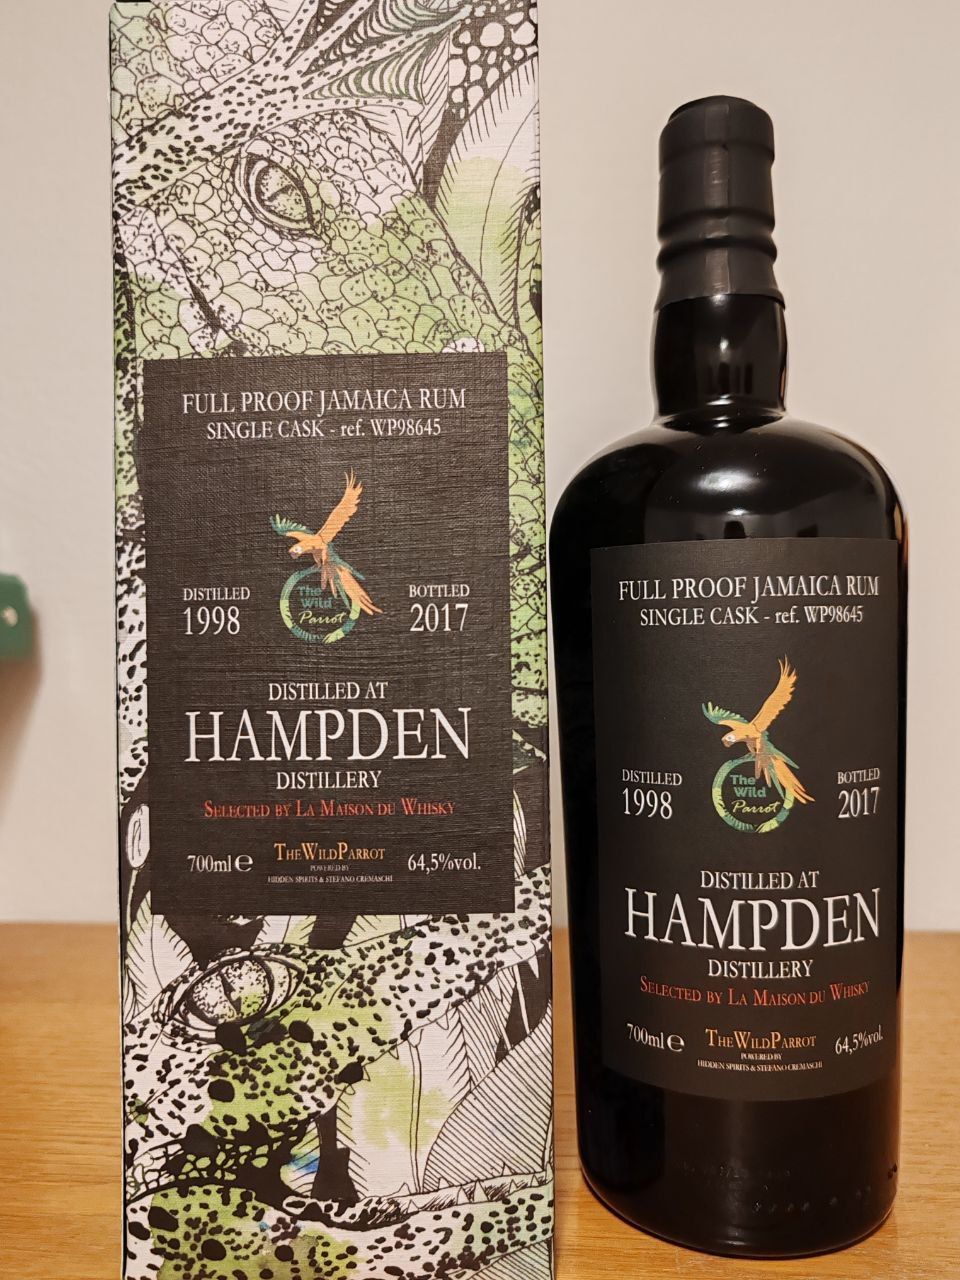 FULL PROOF JAMAICA RUM
SINGLE CASK - ref. WP98645
The
Wild
Parrot
DISTILLED
1998
BOTTLED
2017
DISTILLED AT
HAMPDEN
DISTILLERY
SELECTED BY LA MAISON DU WHISKY
700ml e
THEWILDPARROT
POWERED BY
HIDDEN SPIRITS & STEFANO CREMASCHI
64,5%vol.
FULL PROOF JAMAICA RUM
SINGLE CASK - ref. WP98645
The
Wild
Parrot
DISTILLED
1998
BOTTLED
2017
DISTILLED AT
HAMPDEN
DISTILLERY
SELECTED BY LA MAISON DU WHISKY
700ml e
THEWILDPARROT
POWERED BY
HIDDEN SPIRITS & STEFANO CREMASCHI
64,5%vol.